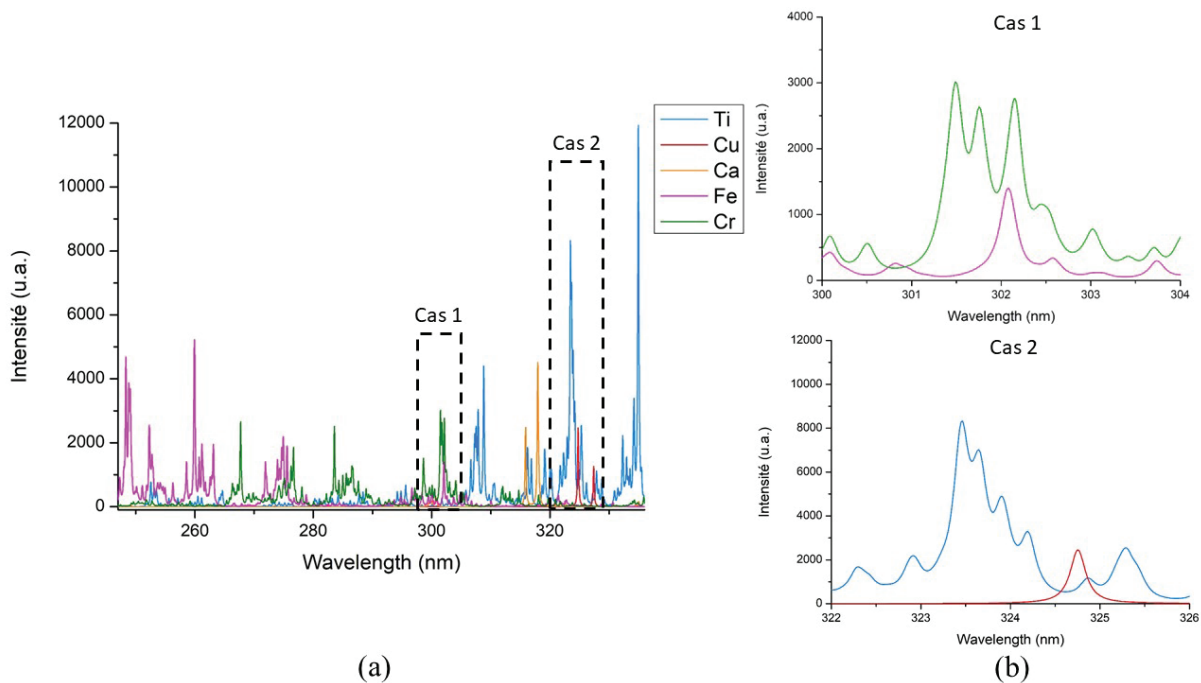 12000
10000
8000
6000
4000
2000
0
Intensité (u.a.)
260
280
300
320
Wavelength (nm)
Cas 1
Cas 2
Ti
Cu
Ca
Fe
Cr
(a)
Cas 1
4000
3000
2000
1000
0
Intensité (u.a.)
300
301
302
303
304
Wavelength (nm)
Cas 2
12000
10000
8000
6000
4000
2000
0
Intensité (u.a.)
322
323
324
325
326
Wavelength (nm)
(b)